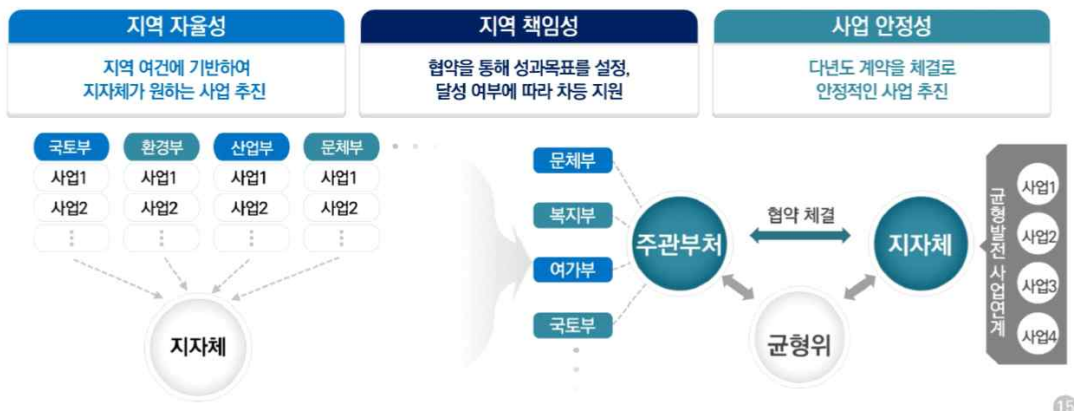 지역 자율성
지역 여건에 기반하여
지자체가 원하는 사업 추진
지역 책임성
협약을 통해 성과목표를 설정,
달성 여부에 따라 차등 지원
사업 안정성
다년도 계약을 체결로
안정적인 사업 추진
국토부
환경부
산업부
문체부
사업1
사업1
사업1
사업1
사업2
사업2
사업2
사업2
지자체
문체부
복지부
여가부
국토부
주관부처
협약 체결
지자체
균형위
균형발전 사업연계
사업1
사업2
사업3
사업4
15